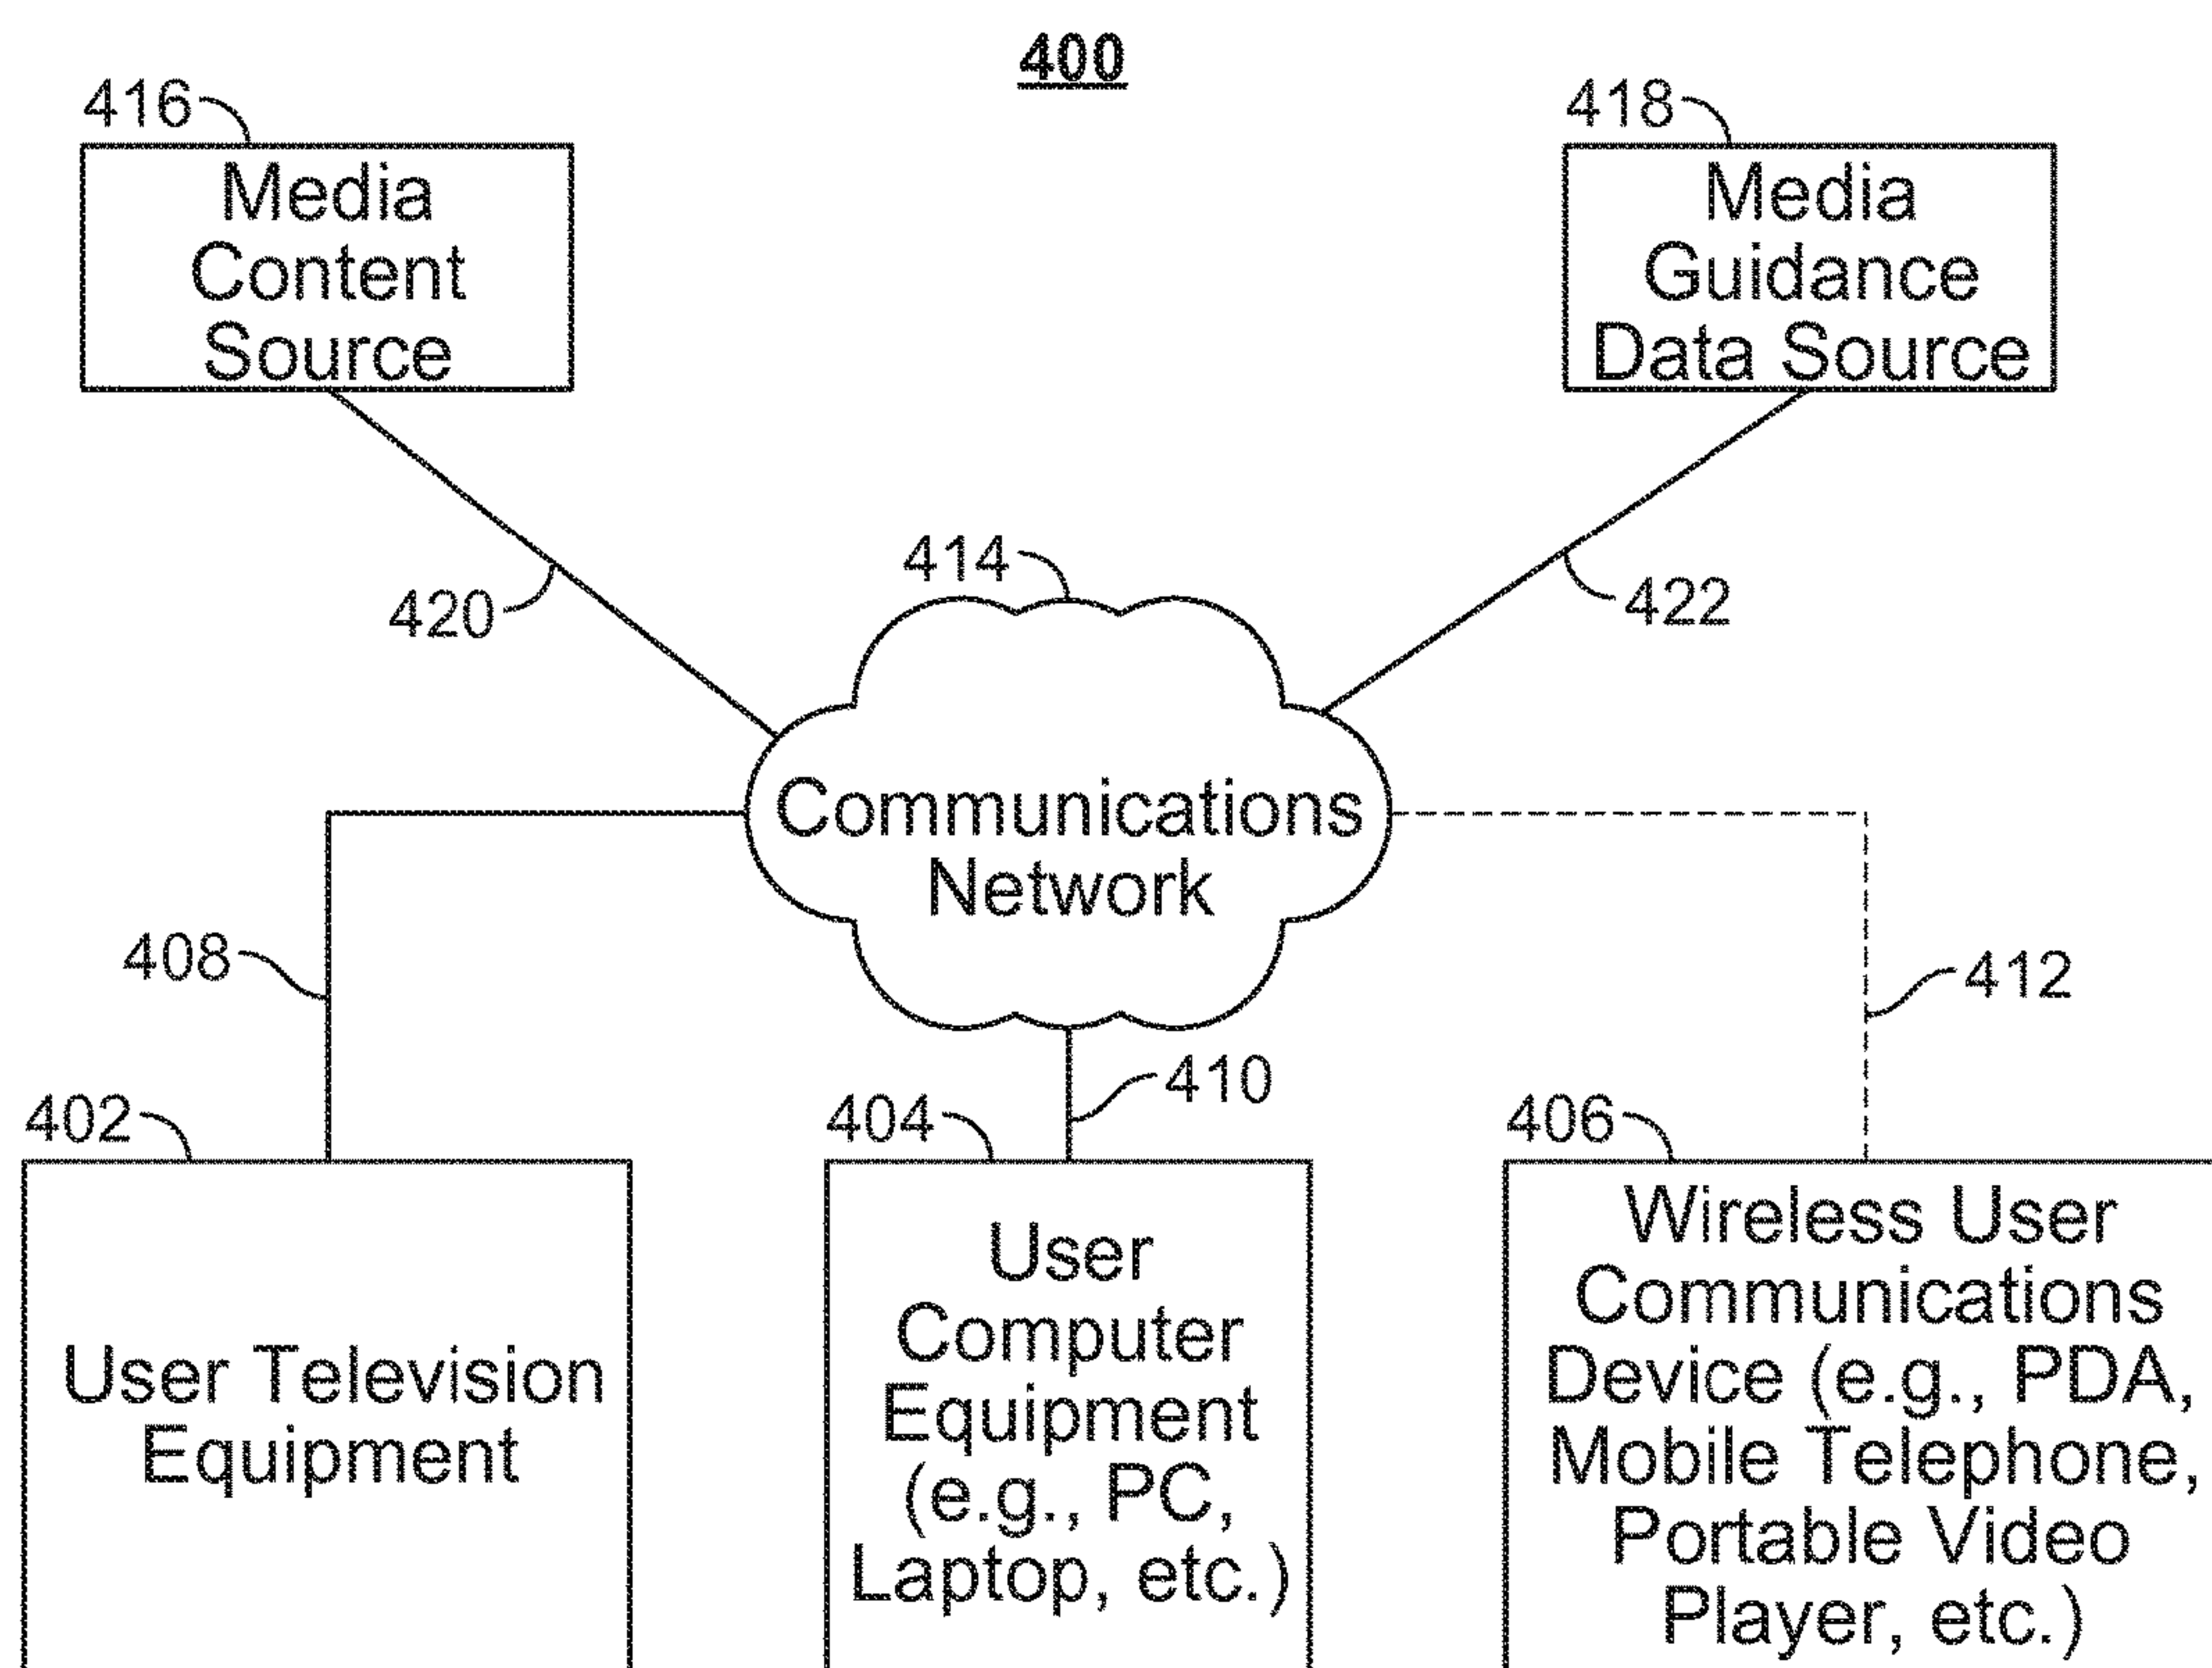 400
416
Media
Content
Source
418
Media
Guidance
Data Source
420
414
422
Communications
Network
408
412
410
402
User Television
Equipment
404
User
Computer
Equipment
(e.g., PC,
Laptop, etc.)
406
Wireless User
Communications
Device (e.g., PDA,
Mobile Telephone,
Portable Video
Player, etc.)